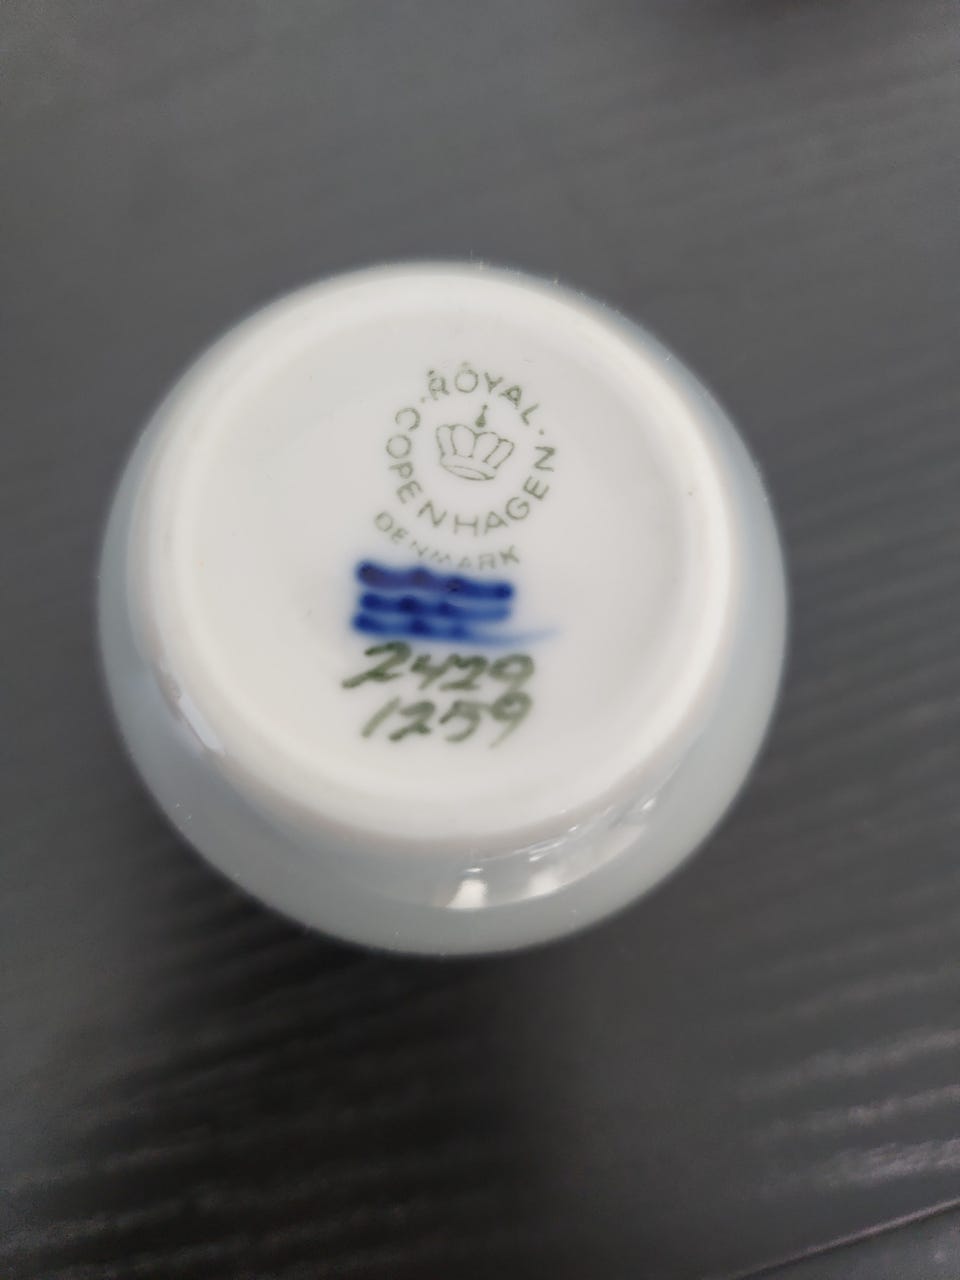 ROYAL
COPENHAGEN
DENMARK
2429
1259